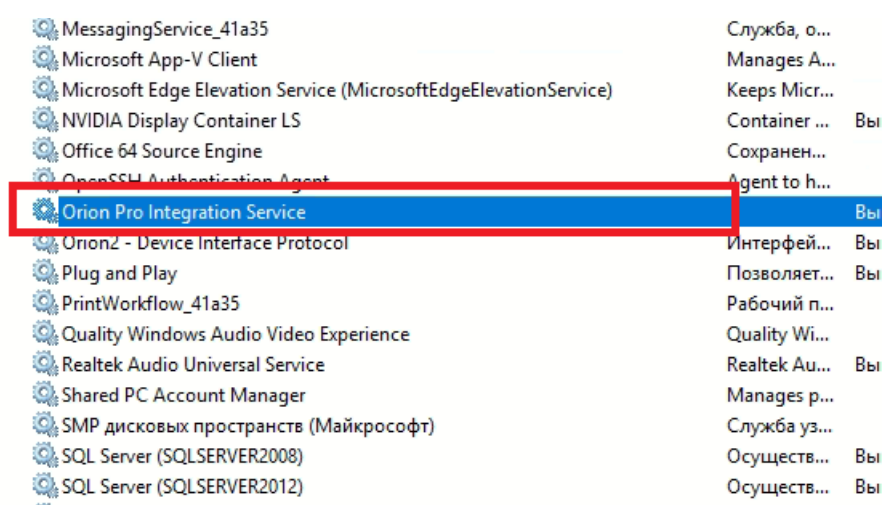 MessagingService_41a35 Служба, о...
Microsoft App-V Client Manages A...
Microsoft Edge Elevation Service (MicrosoftEdgeElevationService) Keeps Micr...
NVIDIA Display Container LS Container ... Вы
Office 64 Source Engine Сохранен...
OpenSSH Authentication Agent Agent to h...
Orion Pro Integration Service Вы
Orion2 - Device Interface Protocol Интерфей... Вы
Plug and Play Позволяет... Вы
PrintWorkflow_41a35 Рабочий п...
Quality Windows Audio Video Experience Quality Wi...
Realtek Audio Universal Service Realtek Au... Вы
Shared PC Account Manager Manages p...
SMP дисковых пространств (Майкрософт) Служба уз...
SQL Server (SQLSERVER2008) Осуществ... Вы
SQL Server (SQLSERVER2012) Осуществ... Вы